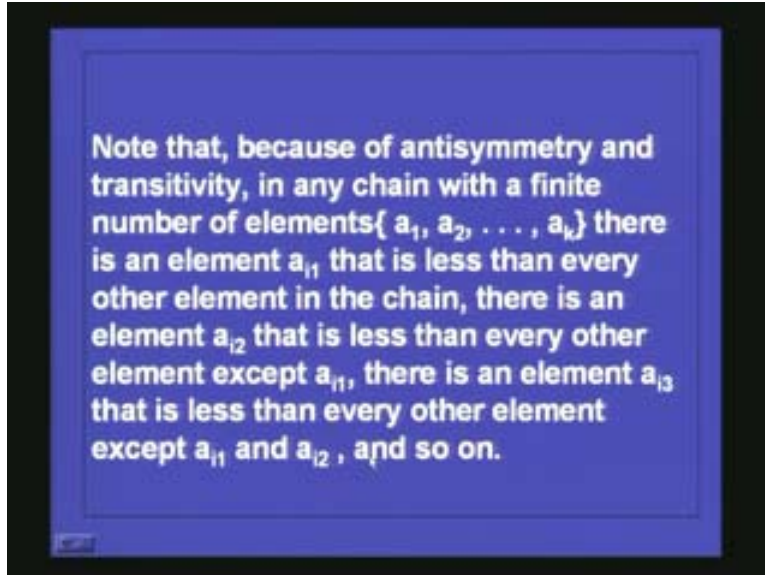 Note that, because of antisymmetry and
transitivity, in any chain with a finite
number of elements{ a₁, a₂, . . . , aₖ} there
is an element aᵢ₁ that is less than every
other element in the chain, there is an
element aᵢ₂ that is less than every other
element except aᵢ₁, there is an element aᵢ₃
that is less than every other element
except aᵢ₁ and aᵢ₂ , and so on.